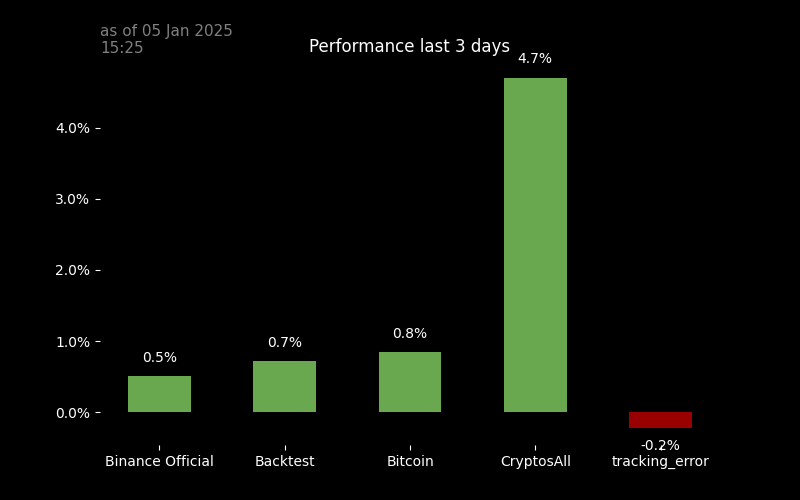 as of 05 Jan 2025
15:25
Performance last 3 days
4.7%
4.0%
3.0%
2.0%
1.0%
0.0%
0.5%
0.7%
0.8%
-0.2%
Binance Official
Backtest
Bitcoin
CryptosAll
tracking_error